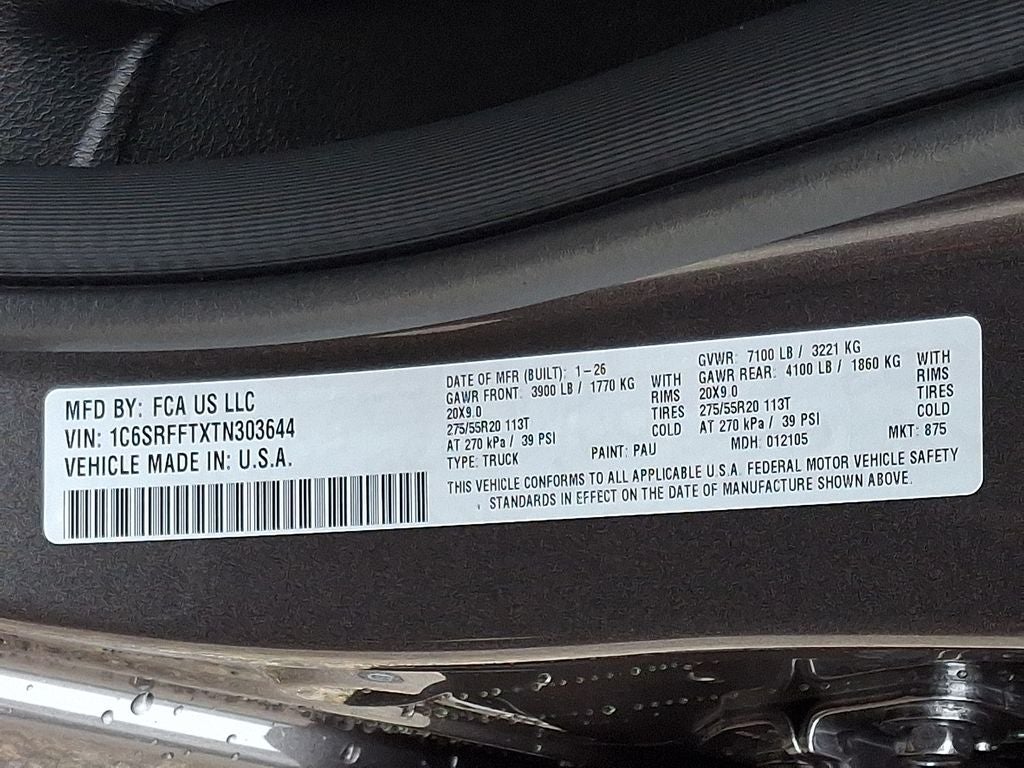 MFD BY: FCA US LLC
VIN: 1C6SRFFTXTN303644
VEHICLE MADE IN: U.S.A.
DATE OF MFR (BUILT): 1-26
GAWR FRONT: 3900 LB / 1770 KG WITH
20X9.0 RIMS
275/55R20 113T TIRES
AT 270 kPa / 39 PSI COLD
TYPE: TRUCK PAINT: PAU
GVWR: 7100 LB / 3221 KG
GAWR REAR: 4100 LB / 1860 KG WITH
20X9.0 RIMS
275/55R20 113T TIRES
AT 270 kPa / 39 PSI COLD
MDH: 012105 MKT: 875
THIS VEHICLE CONFORMS TO ALL APPLICABLE U.S.A. FEDERAL MOTOR VEHICLE SAFETY
STANDARDS IN EFFECT ON THE DATE OF MANUFACTURE SHOWN ABOVE.